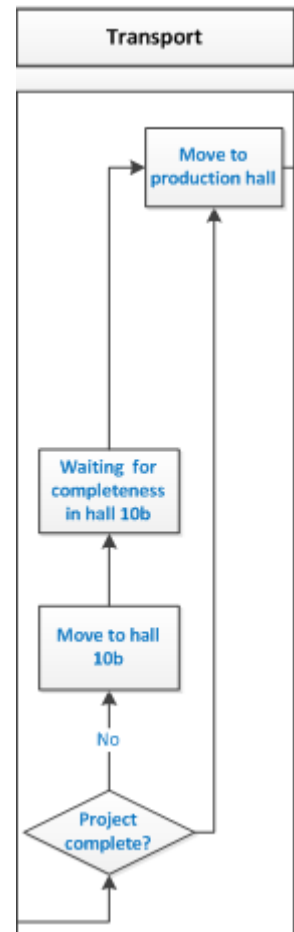 Transport
Move to
production hall
Waiting for
completeness
in hall 10b
Move to hall
10b
No
Project
complete?